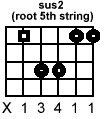 sus2
(root 5th string)
X 1 3 4 1 1